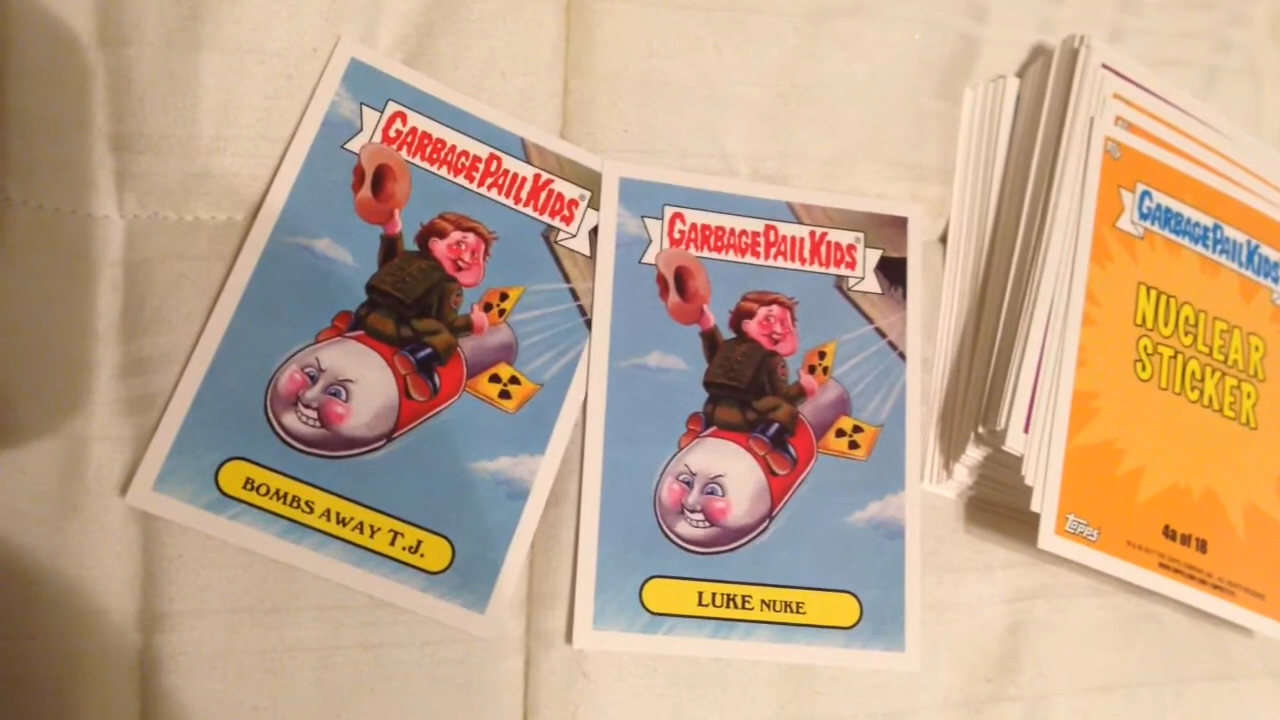 GARBAGE PAIL KIDS
BOMBS AWAY T.J.
GARBAGE PAIL KIDS
LUKE NUKE
GARBAGE PAIL KIDS
NUCLEAR
STICKER
TOPPS
4a of 18